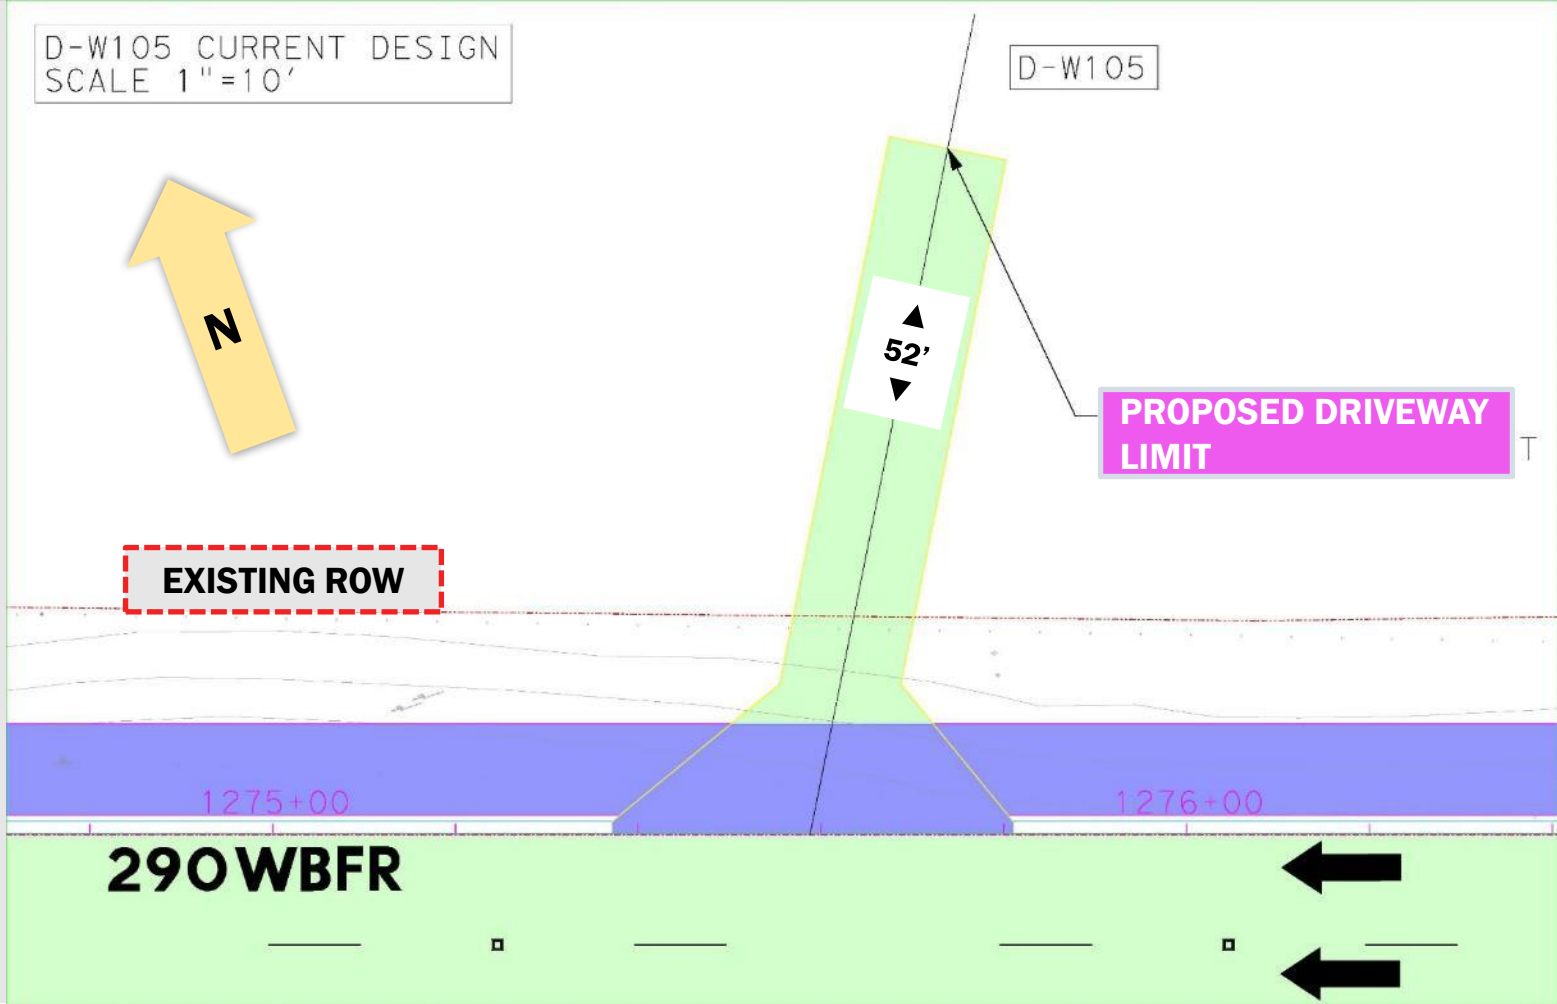 D-W105 CURRENT DESIGN
SCALE 1"=10'
D-W105
N
52’
PROPOSED DRIVEWAY
LIMIT
T
EXISTING ROW
1275+00
1276+00
290WBFR